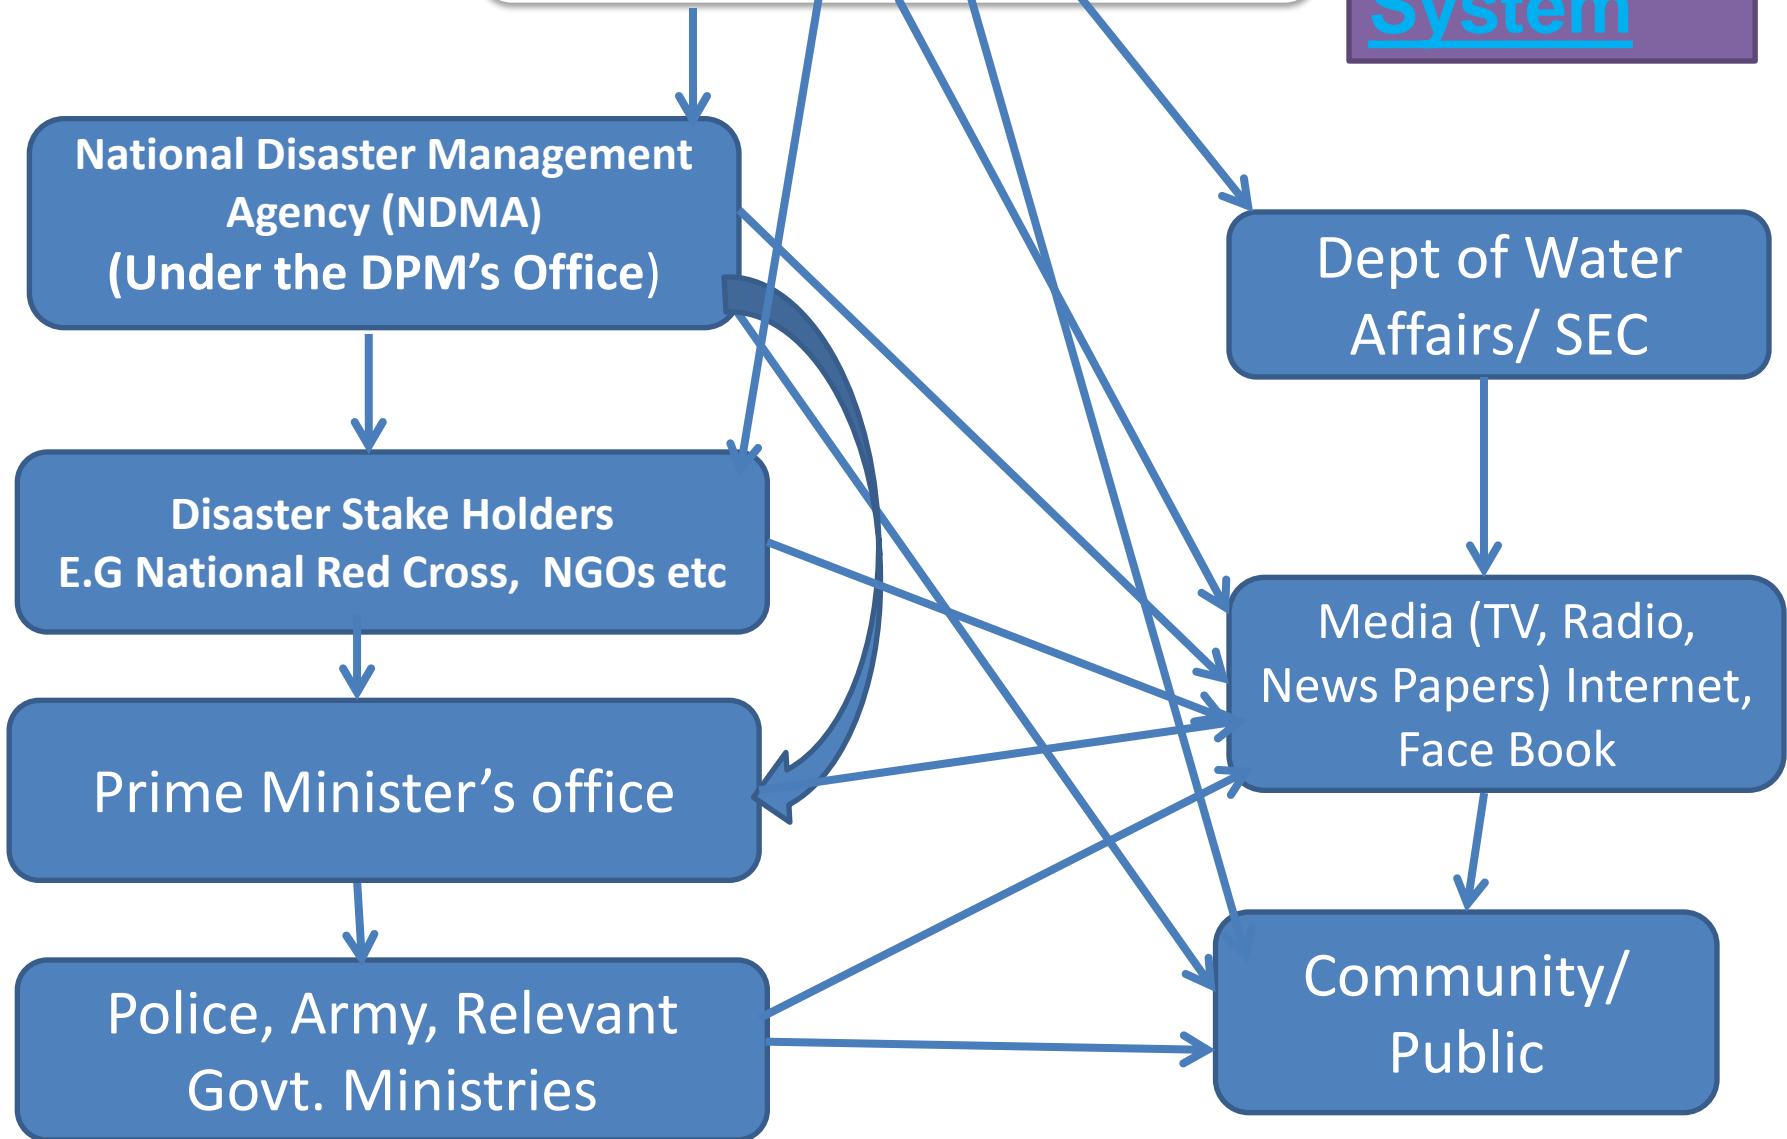 System
National Disaster Management
Agency (NDMA)
(Under the DPM’s Office)
Dept of Water
Affairs/ SEC
Disaster Stake Holders
E.G National Red Cross, NGOs etc
Media (TV, Radio,
News Papers) Internet,
Face Book
Prime Minister’s office
Community/
Public
Police, Army, Relevant
Govt. Ministries